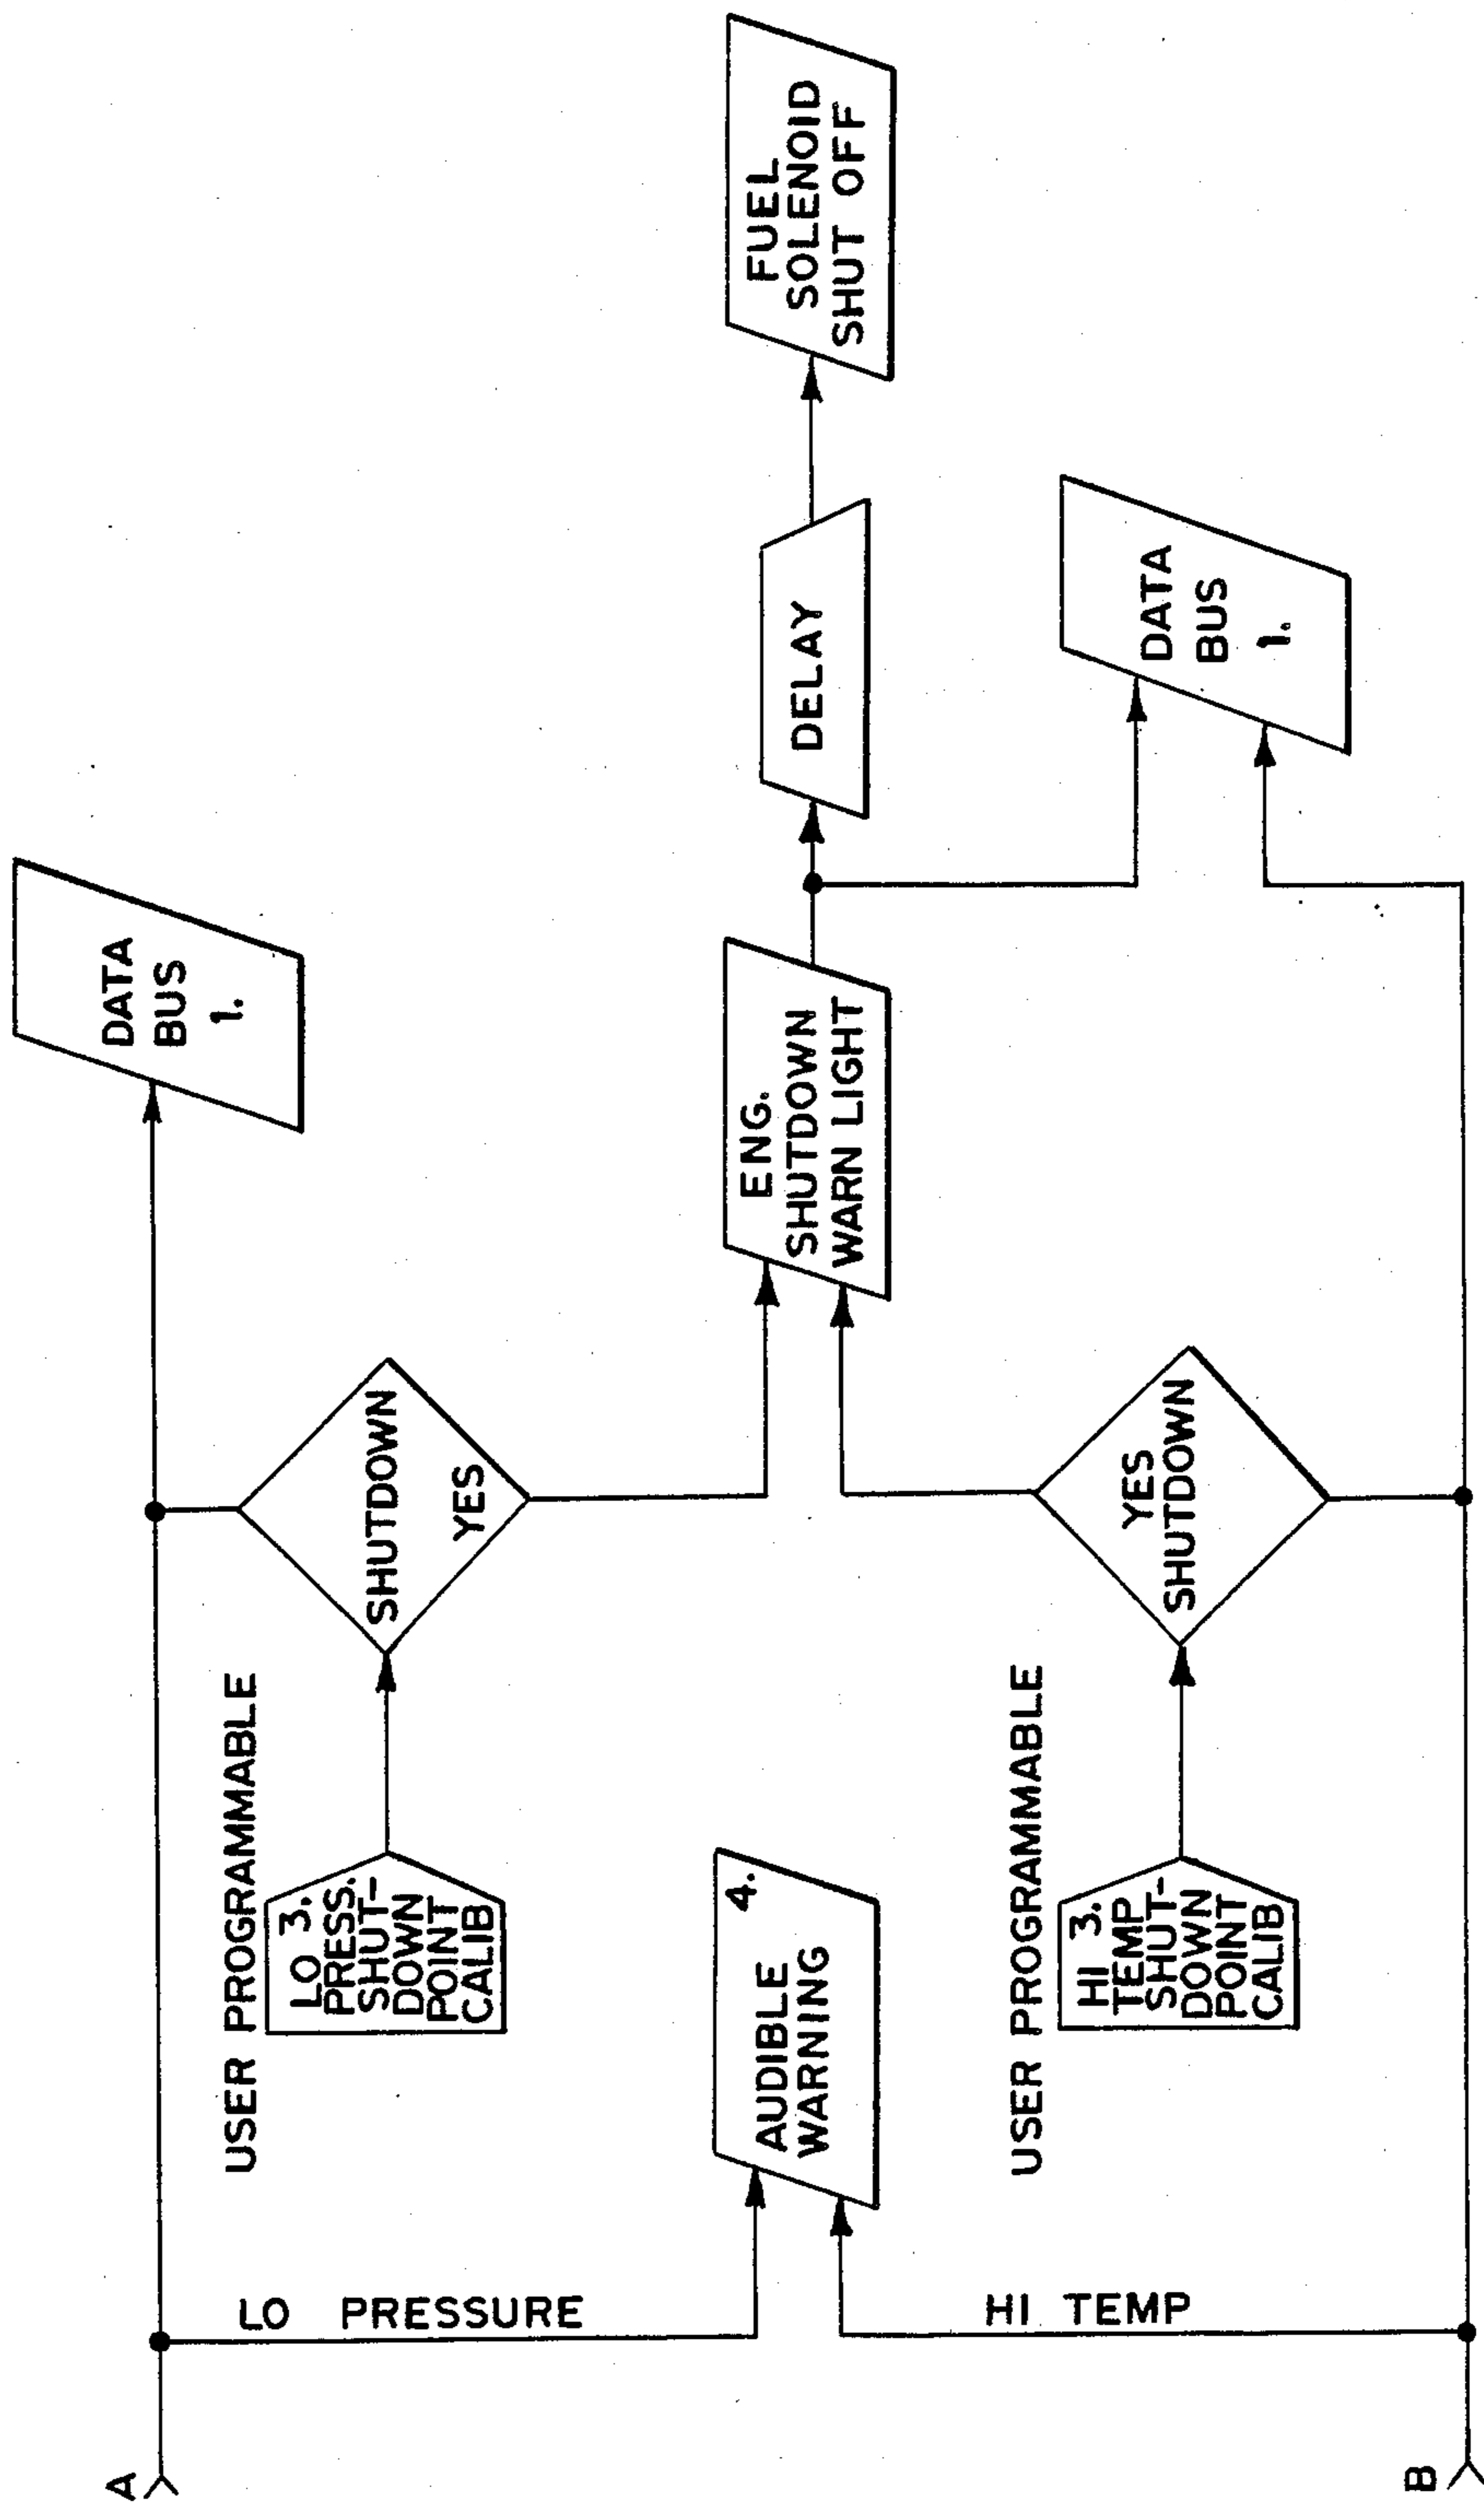 A
LO PRESSURE
USER PROGRAMMABLE
LO 3.
PRESS.
SHUT-
DOWN
POINT
CALIB
SHUTDOWN
YES
DATA
BUS
1.
AUDIBLE
WARNING
4.
ENG.
SHUTDOWN
WARN LIGHT
DELAY
FUEL
SOLENOID
SHUT OFF
HI TEMP
USER PROGRAMMABLE
HI 3.
TEMP
SHUT-
DOWN
POINT
CALIB
YES
SHUTDOWN
DATA
BUS
1.
B